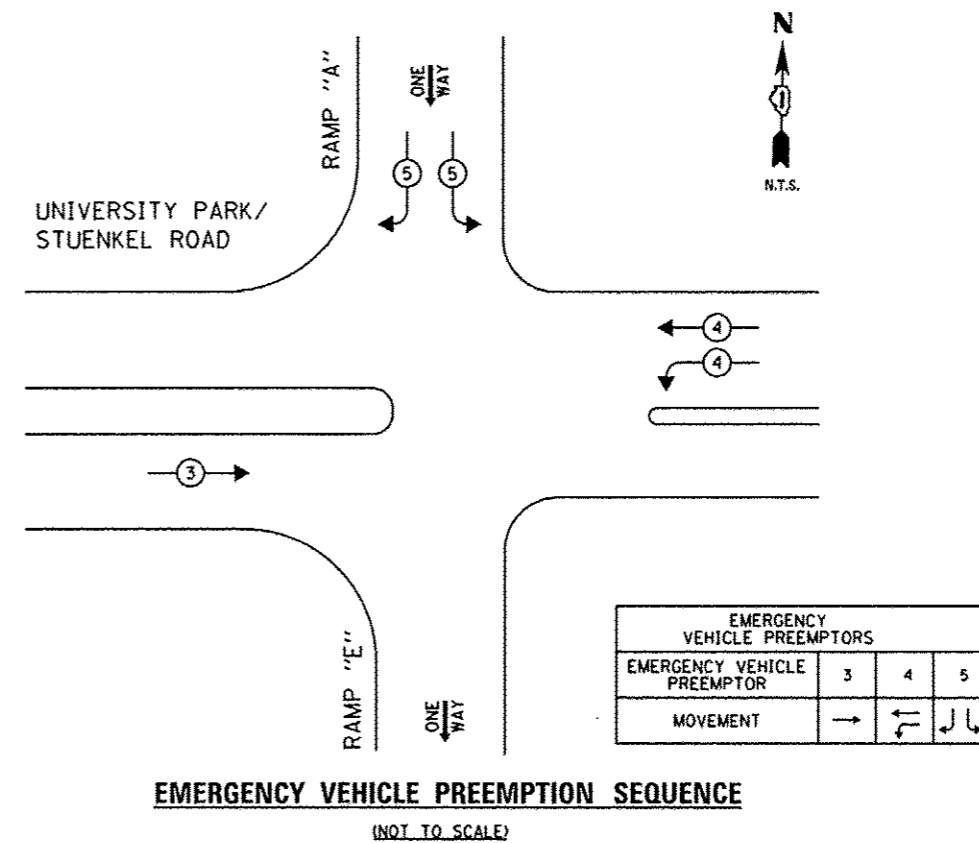 N
N.T.S.
RAMP "A"
ONE
WAY
5 5
UNIVERSITY PARK/
STUENKEL ROAD
4
4
3
RAMP "E"
ONE
WAY
EMERGENCY
VEHICLE PREEMPTORS
EMERGENCY VEHICLE
PREEMPTOR
3 4 5
MOVEMENT
EMERGENCY VEHICLE PREEMPTION SEQUENCE
(NOT TO SCALE)